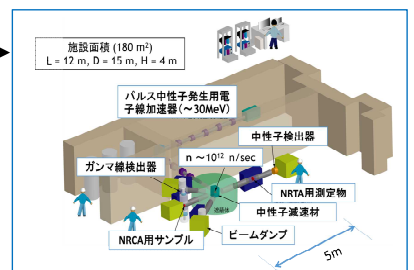 施設面積 (180 m²)
L = 12 m, D = 15 m, H = 4 m
パルス中性子発生用電
子線加速器(～30MeV)
中性子検出器
ガンマ線検出器
n ～10¹² n/sec
NRTA用測定物
中性子減速材
NRCA用サンプル
ビームダンプ
5m